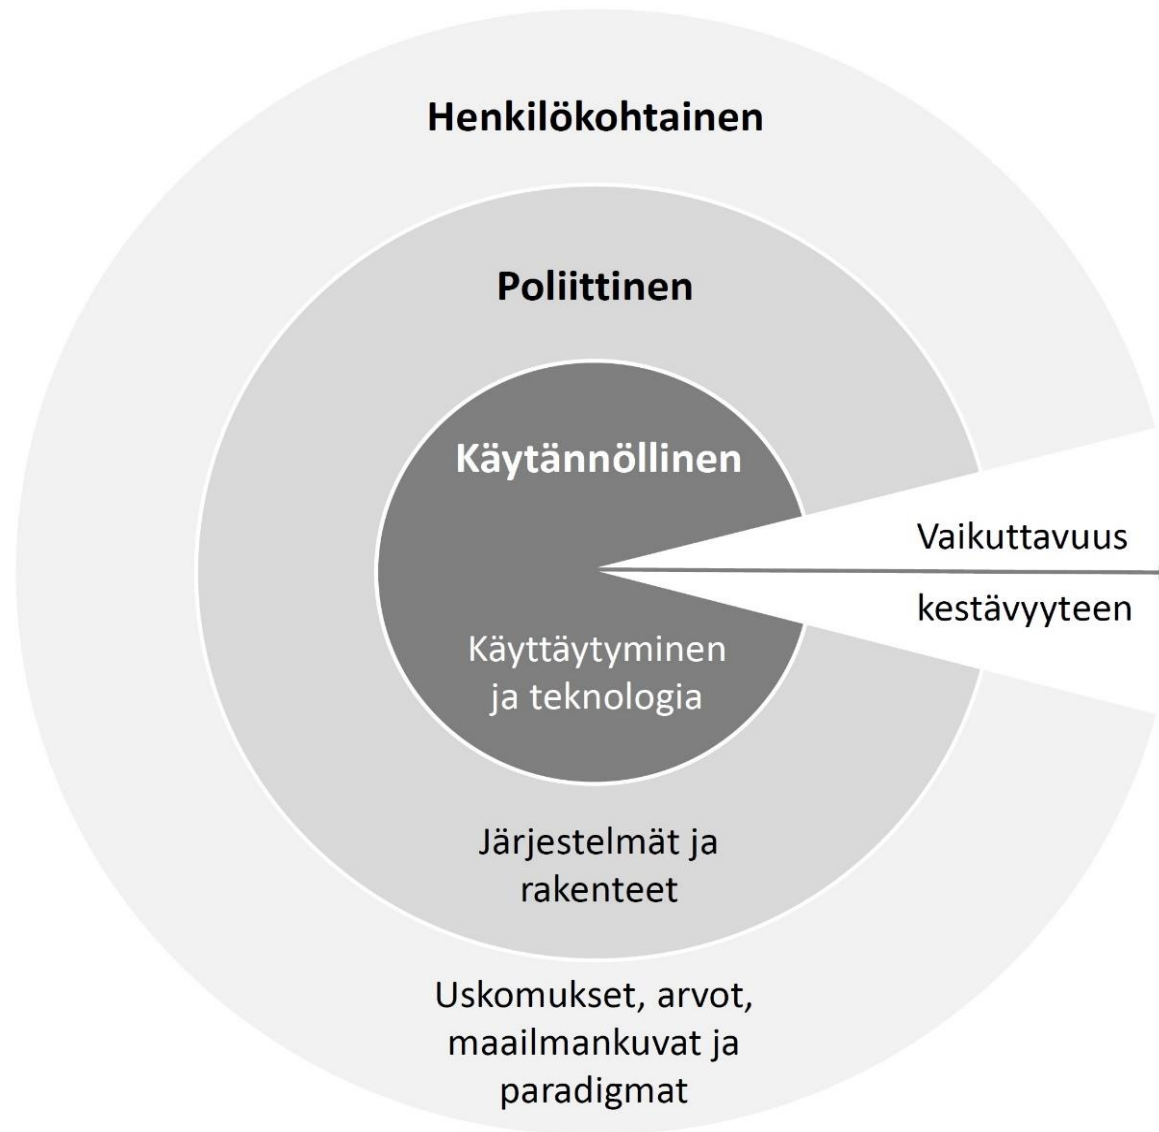 Henkilökohtainen
Poliittinen
Käytännöllinen
Vaikuttavuus
kestävyyteen
Käyttäytyminen
ja teknologia
Järjestelmät ja
rakenteet
Uskomukset, arvot,
maailmankuvat ja
paradigmat